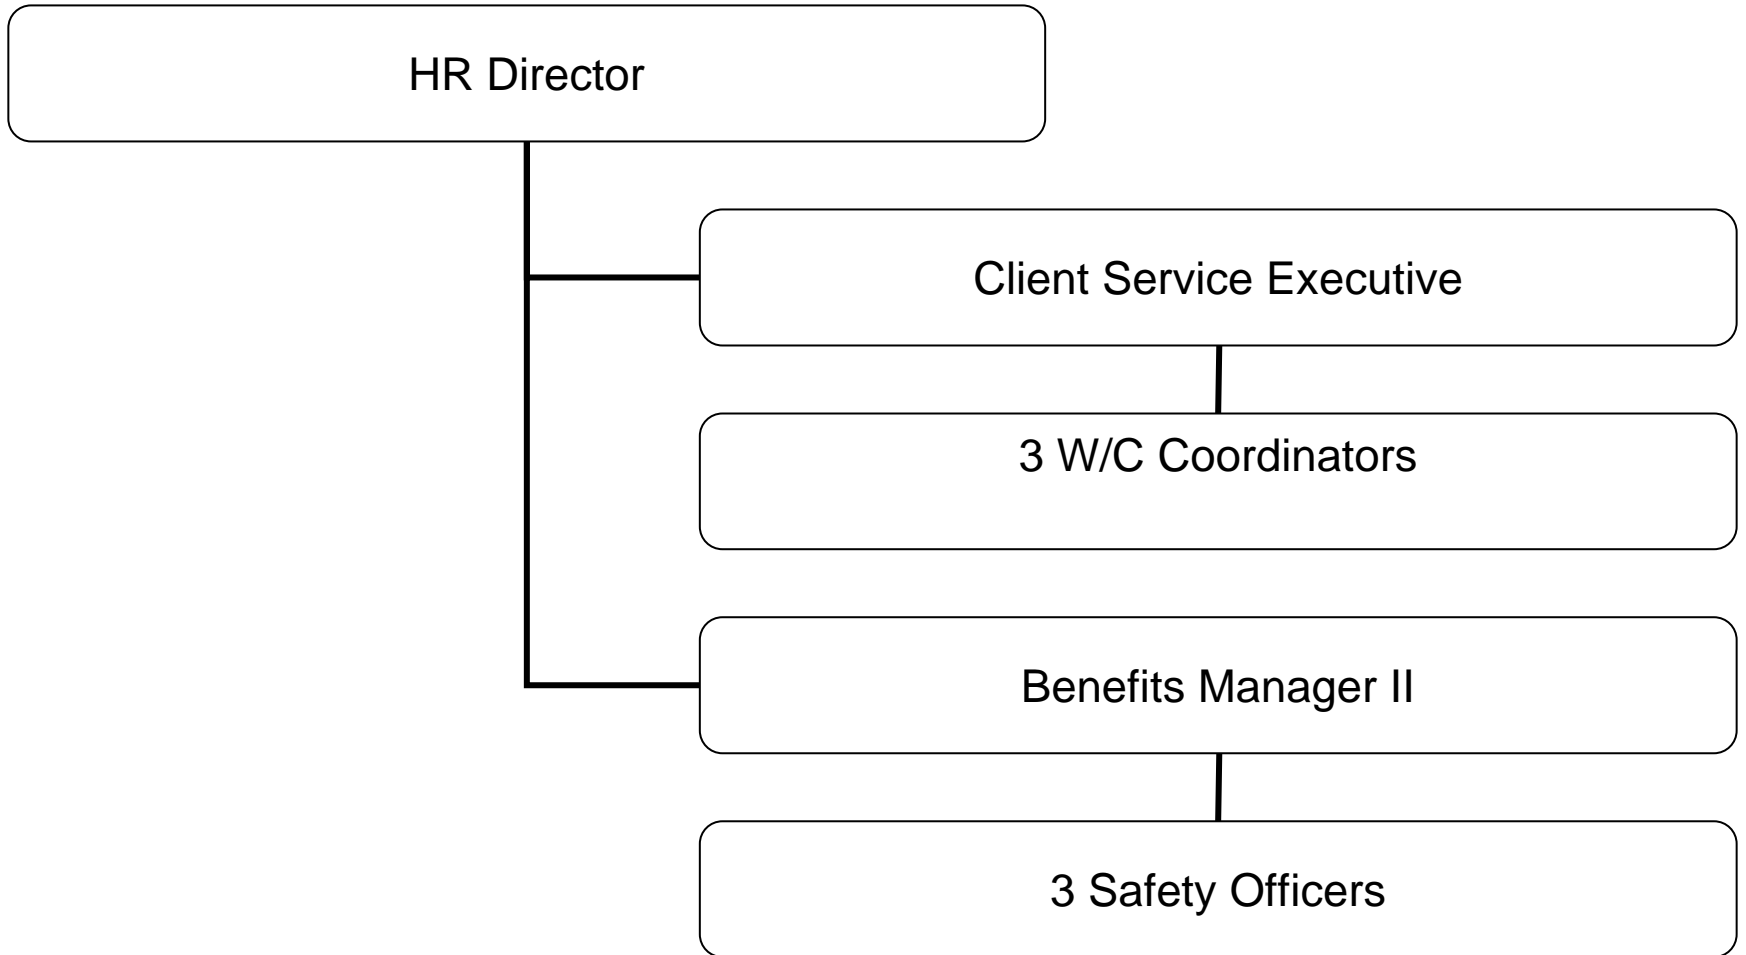 HR Director
Client Service Executive
3 W/C Coordinators
Benefits Manager II
3 Safety Officers